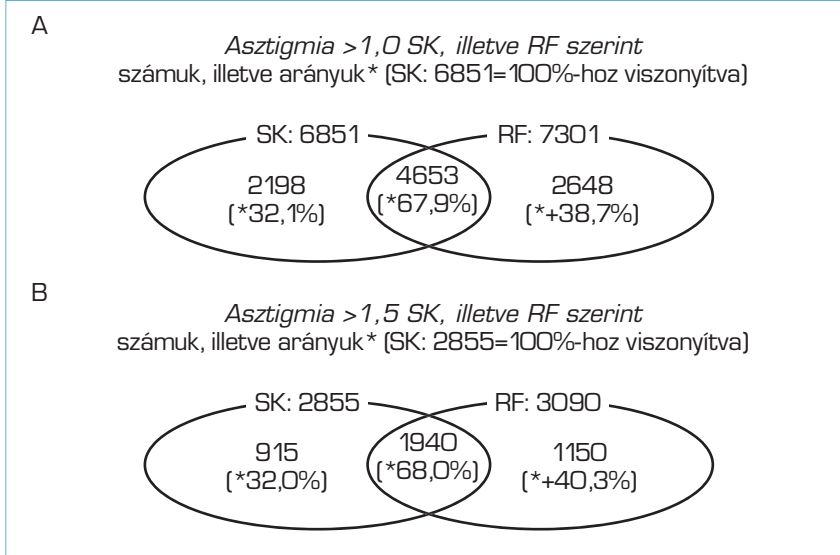 A
Asztigmia >1,0 SK, illetve RF szerint
számuk, illetve arányuk* (SK: 6851=100%-hoz viszonyítva)
SK: 6851
RF: 7301
2198
(*32,1%)
4653
(*67,9%)
2648
(*+38,7%)
B
Asztigmia >1,5 SK, illetve RF szerint
számuk, illetve arányuk* (SK: 2855=100%-hoz viszonyítva)
SK: 2855
RF: 3090
915
(*32,0%)
1940
(*68,0%)
1150
(*+40,3%)